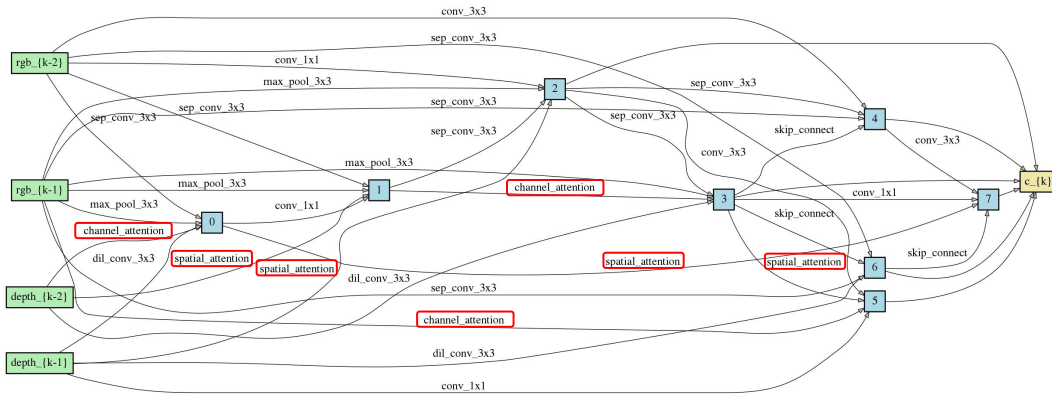 conv_3x3
sep_conv_3x3
rgb_{k-2}
conv_1x1
max_pool_3x3
2
sep_conv_3x3
sep_conv_3x3
sep_conv_3x3
sep_conv_3x3
sep_conv_3x3
4
sep_conv_3x3
skip_connect
conv_3x3
conv_3x3
max_pool_3x3
rgb_{k-1}
max_pool_3x3
1
channel_attention
c_{k}
conv_1x1
3
7
max_pool_3x3
conv_1x1
0
skip_connect
channel_attention
skip_connect
dil_conv_3x3
spatial_attention
spatial_attention
spatial_attention
spatial_attention
6
dil_conv_3x3
sep_conv_3x3
depth_{k-2}
5
channel_attention
dil_conv_3x3
depth_{k-1}
conv_1x1